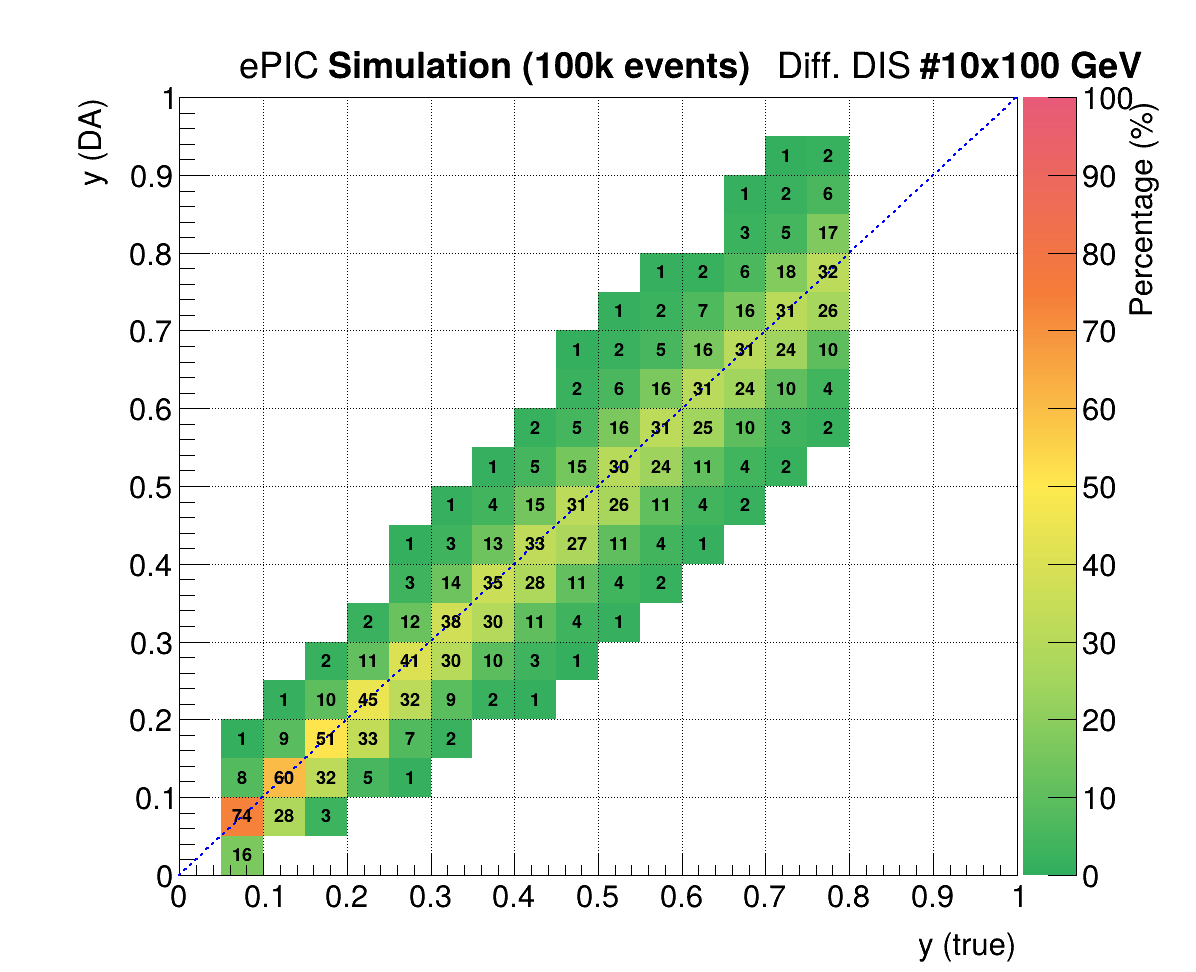 ePIC Simulation (100k events) Diff. DIS #10x100 GeV
y (DA)
Percentage (%)
1 100
1 2
0.9 90
1 2 6
3 5 17
0.8 80
1 2 6 18 32
1 2 7 16 31 26
0.7 70
1 2 5 16 31 24 10
2 6 16 31 24 10 4
0.6 60
2 5 16 31 25 10 3 2
1 5 15 30 24 11 4 2
0.5 50
1 4 15 31 26 11 4 2
1 3 13 33 27 11 4 1
0.4 40
3 14 35 28 11 4 2
2 12 38 30 11 4 1
0.3 30
2 11 41 30 10 3 1
1 10 45 32 9 2 1
0.2 20
1 9 51 33 7 2
8 60 32 5 1
0.1 10
74 28 3
16
0 0
0 0.1 0.2 0.3 0.4 0.5 0.6 0.7 0.8 0.9 1
y (true)